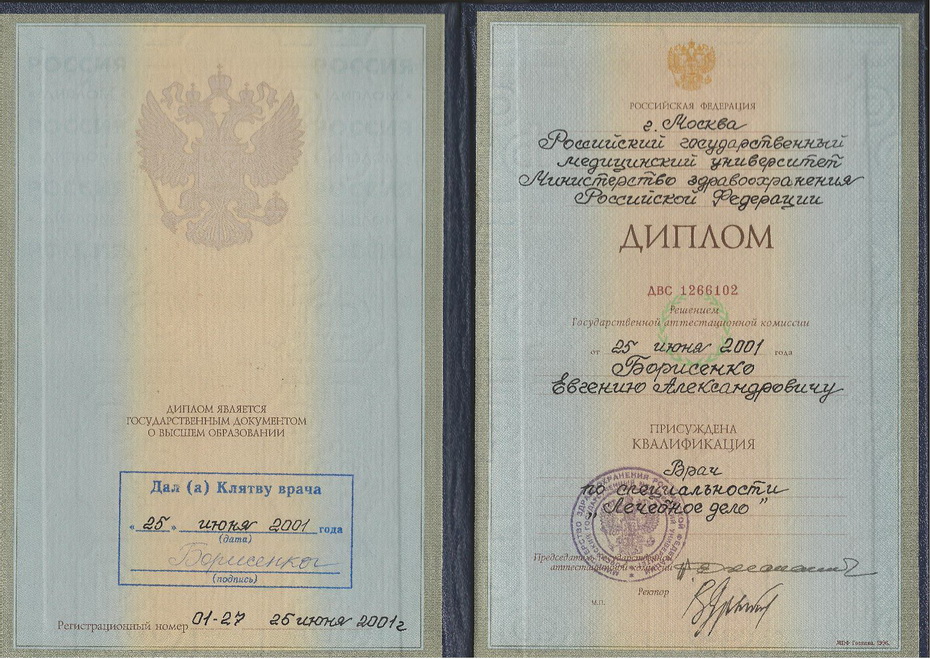 ДИПЛОМ ЯВЛЯЕТСЯ
ГОСУДАРСТВЕННЫМ ДОКУМЕНТОМ
О ВЫСШЕМ ОБРАЗОВАНИИ
Дал (а) Клятву врача
«25» июня 2001 года
(дата)
Борисенко
(подпись)
Регистрационный номер 01-27 25 июня 2001г
РОССИЙСКАЯ ФЕДЕРАЦИЯ
г. Москва
Российский государственный
медицинский университет
Министерство здравоохранения
Российской Федерации
ДИПЛОМ
ДВС 1266102
Решением
Государственной аттестационной комиссии
от 25 июня 2001 года
Борисенко
Евгению Александровичу
ПРИСУЖДЕНА
КВАЛИФИКАЦИЯ
Врач
по специальности
"Лечебное дело"
Председатель Государственной
аттестационной комиссии
Ректор
М.П.
МПФ Гознака. 1996.